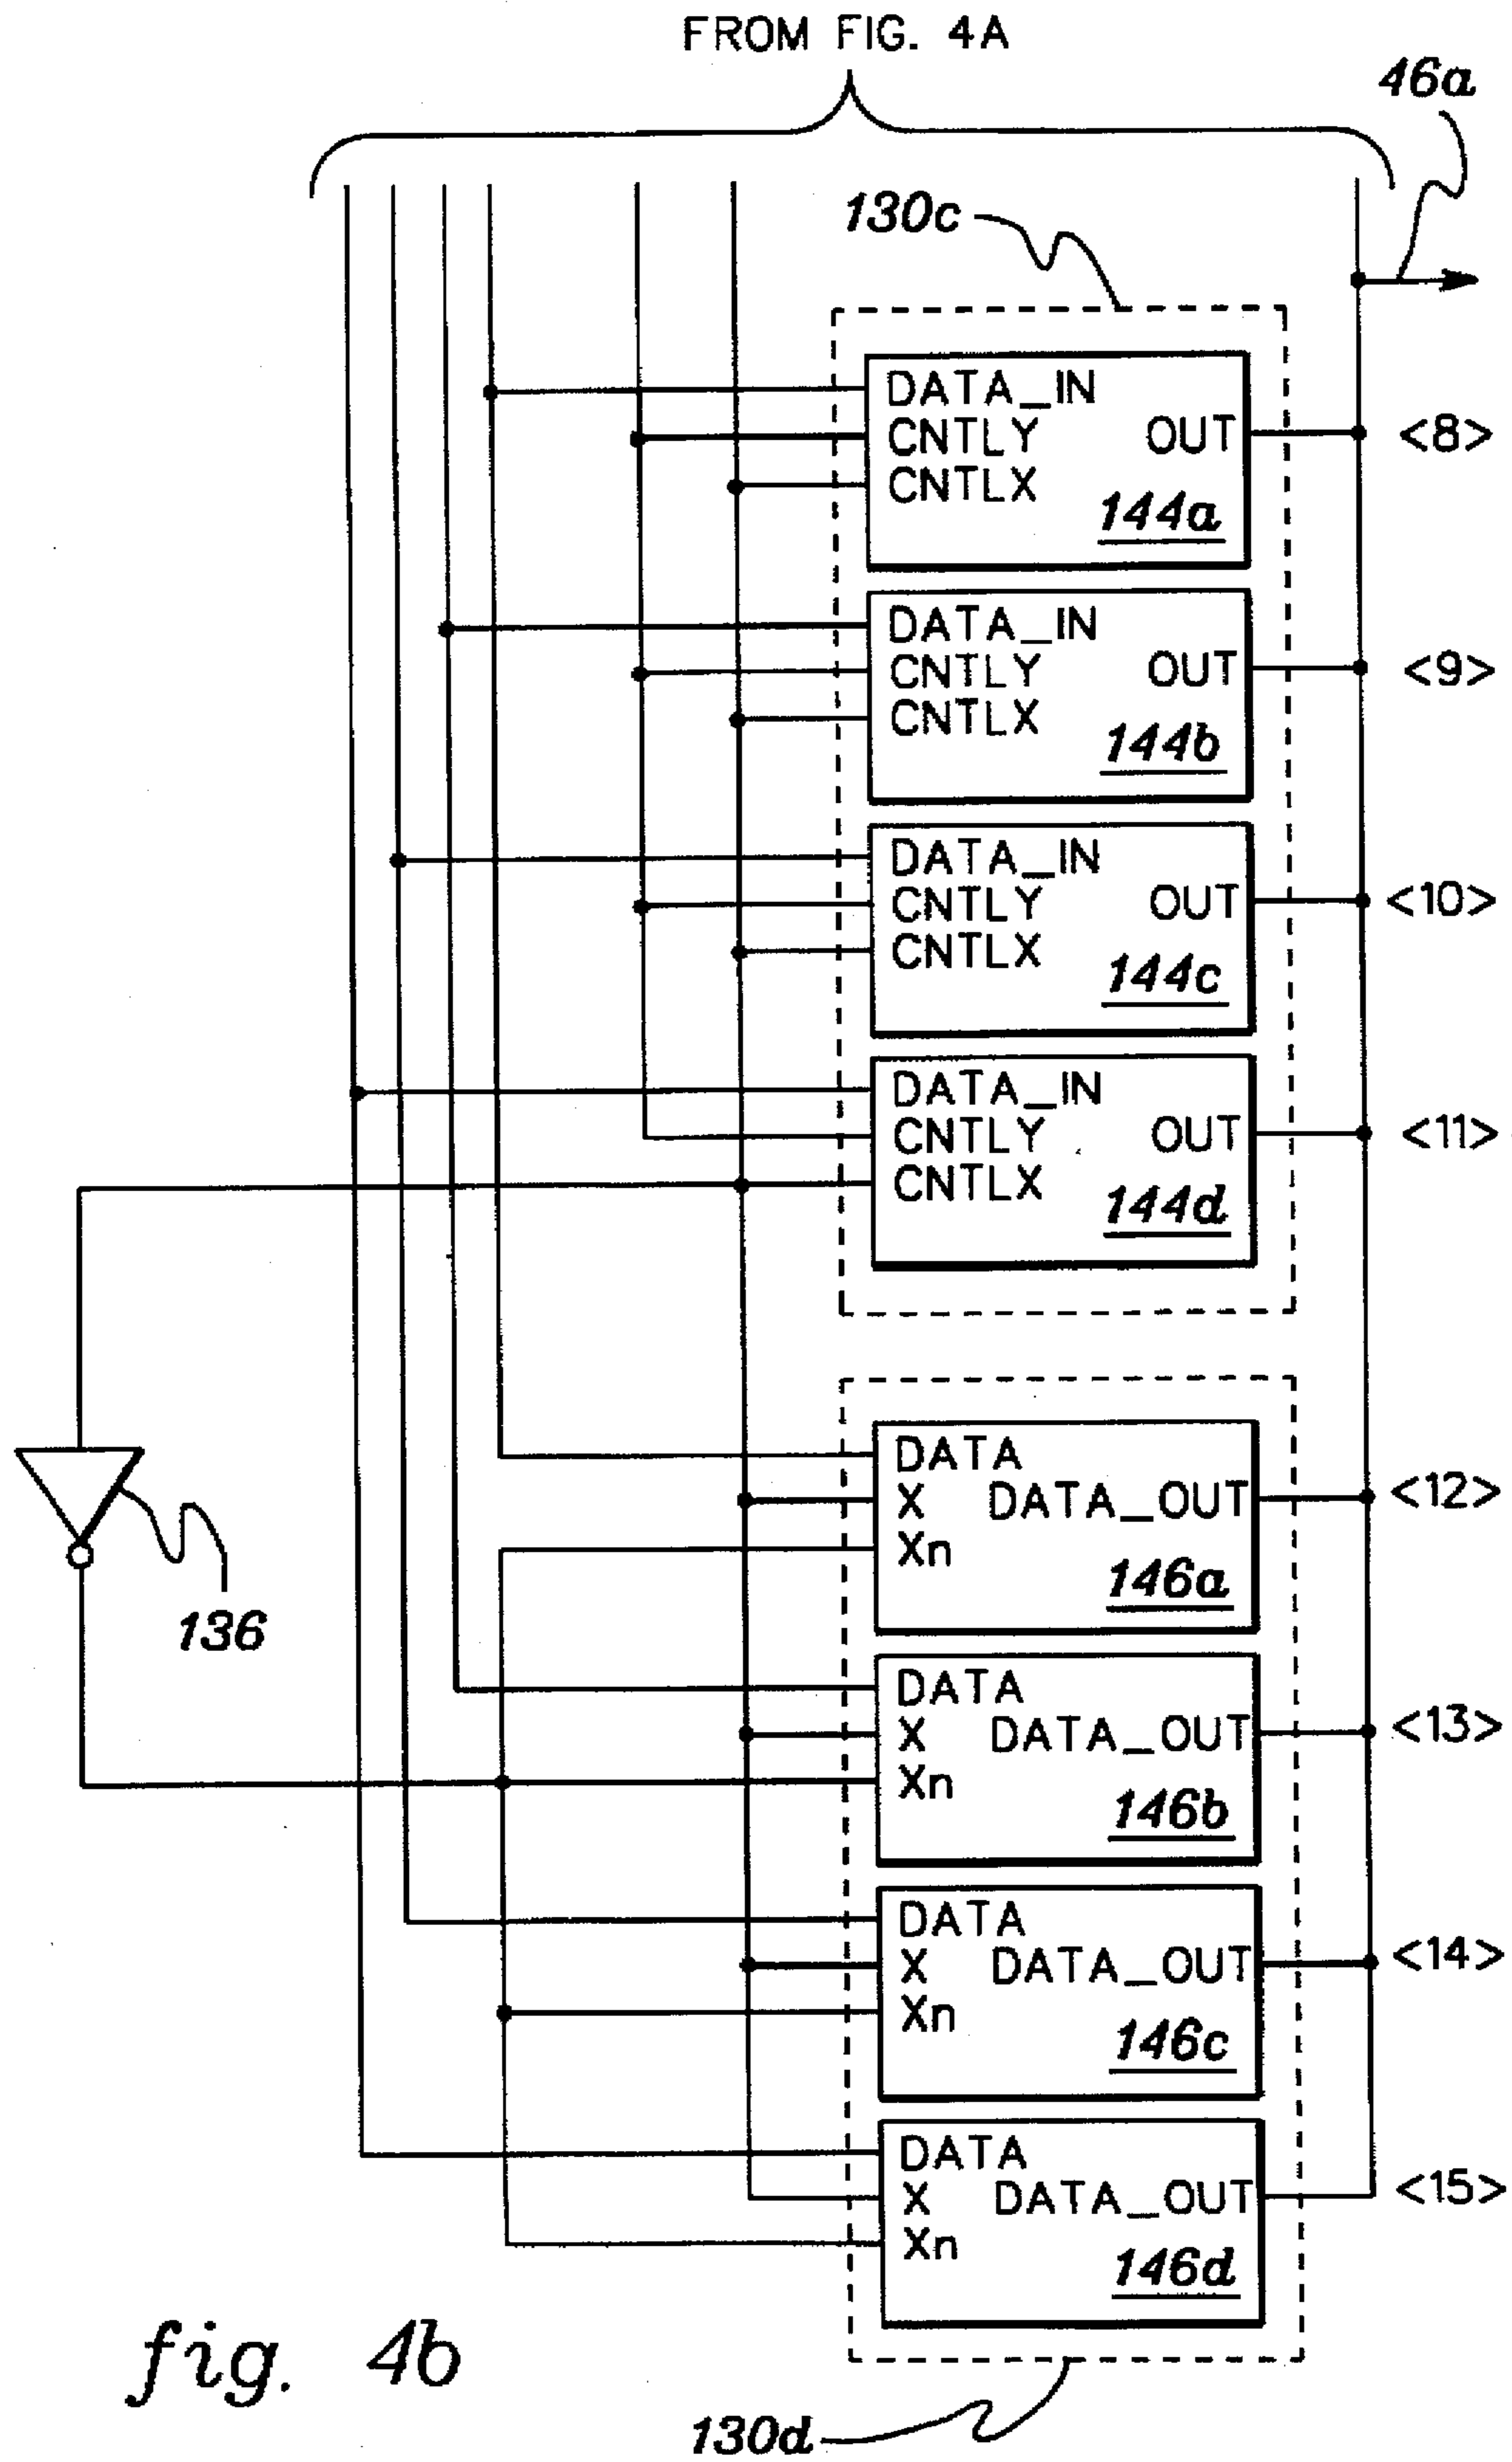 FROM FIG. 4A
46a
130c
DATA_IN
CNTLY OUT <8>
CNTLX
144a
DATA_IN
CNTLY OUT <9>
CNTLX
144b
DATA_IN
CNTLY OUT <10>
CNTLX
144c
DATA_IN
CNTLY OUT <11>
CNTLX
144d
DATA
X DATA_OUT <12>
Xn
146a
136
DATA
X DATA_OUT <13>
Xn
146b
DATA
X DATA_OUT <14>
Xn
146c
DATA
X DATA_OUT <15>
Xn
146d
fig. 4b
130d